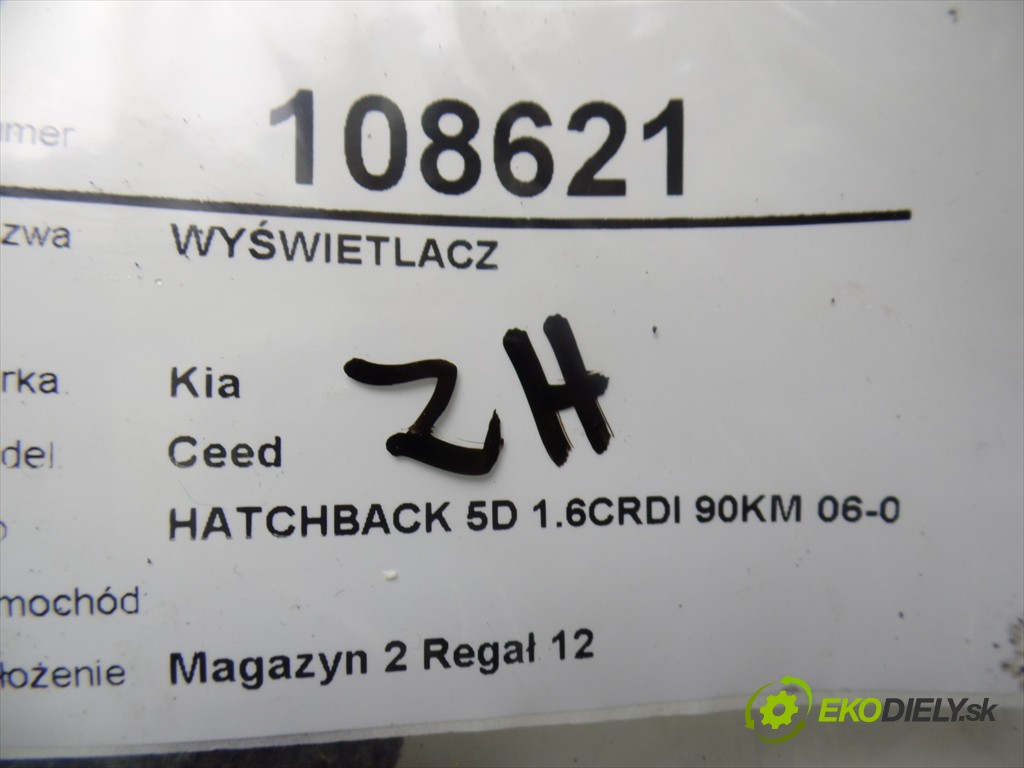 umer 108621
zwa WYŚWIETLACZ
rka Kia
ZH
del Ceed
HATCHBACK 5D 1.6CRDI 90KM 06-0
mochód
łożenie Magazyn 2 Regał 12
EKODIELY.sk